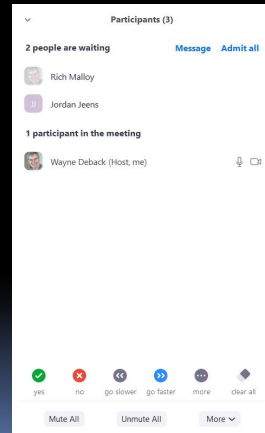 Participants (3)
2 people are waiting Message Admit all
Rich Malloy
JJ Jordan Jeens
1 participant in the meeting
Wayne Deback (Host, me)
yes no go slower go faster more clear all
Mute All Unmute All More